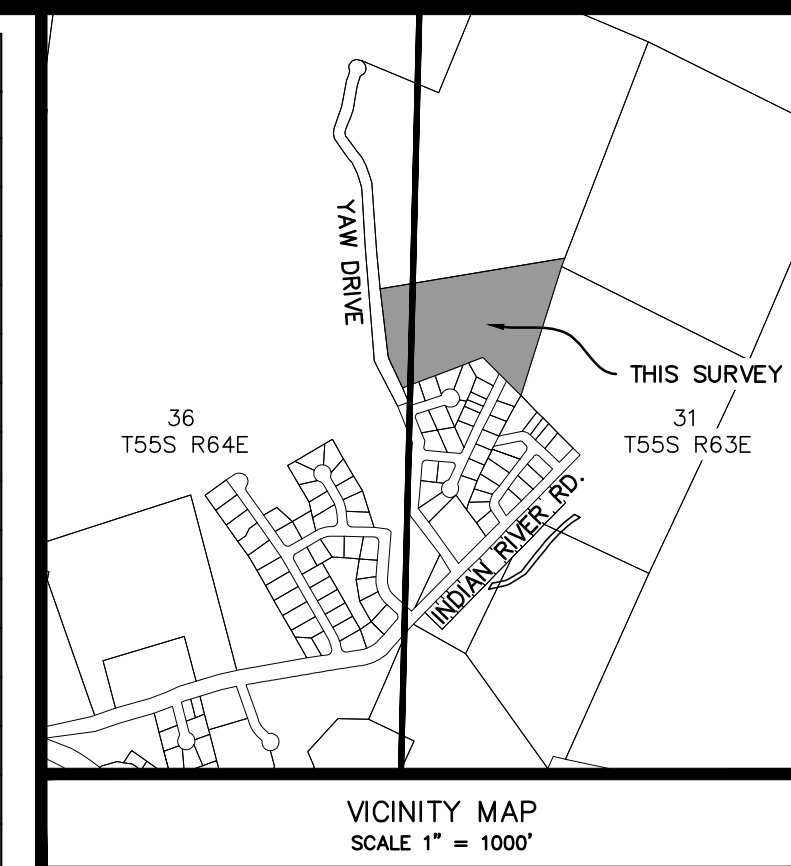 YAW DRIVE
THIS SURVEY
36
T55S R64E
31
T55S R63E
INDIAN RIVER RD.
VICINITY MAP
SCALE 1" = 1000'